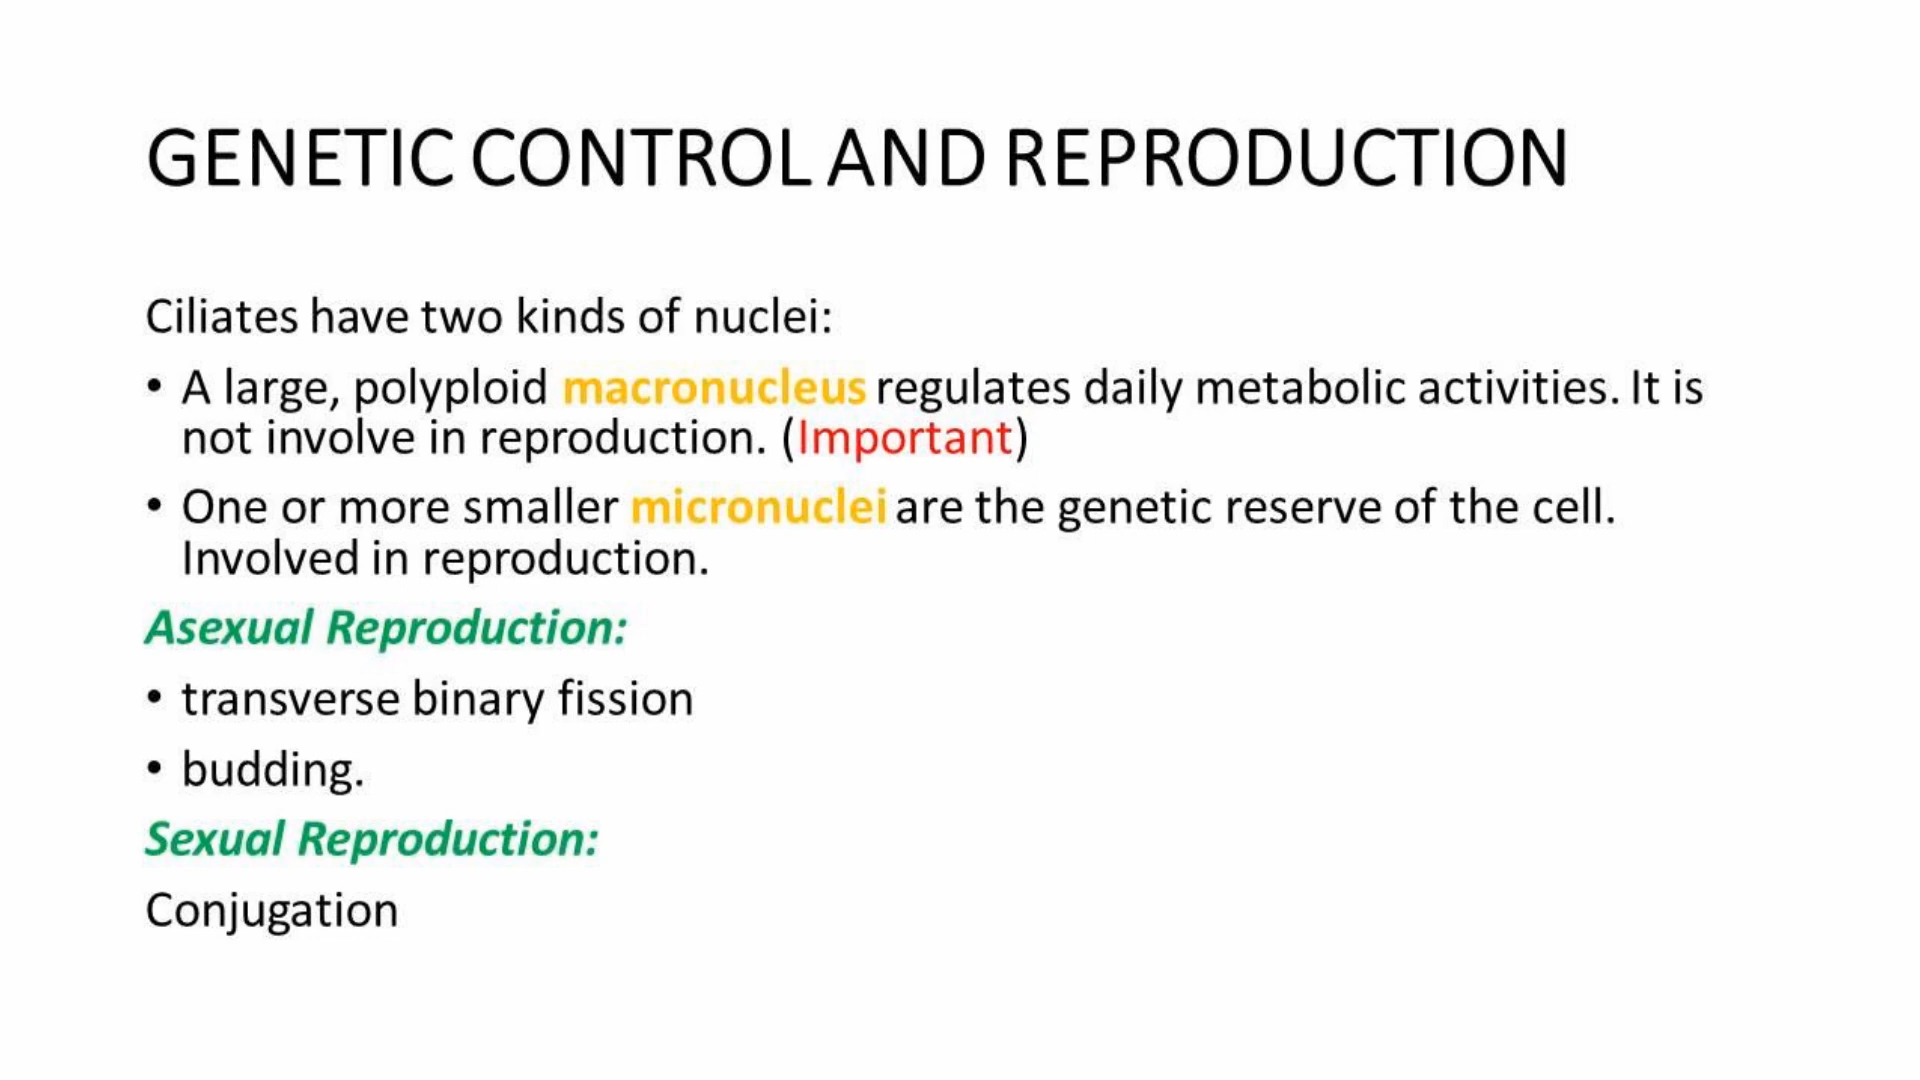 GENETIC CONTROL AND REPRODUCTION
Ciliates have two kinds of nuclei:
• A large, polyploid macronucleus regulates daily metabolic activities. It is
not involve in reproduction. (Important)
• One or more smaller micronuclei are the genetic reserve of the cell.
Involved in reproduction.
Asexual Reproduction:
• transverse binary fission
• budding.
Sexual Reproduction:
Conjugation